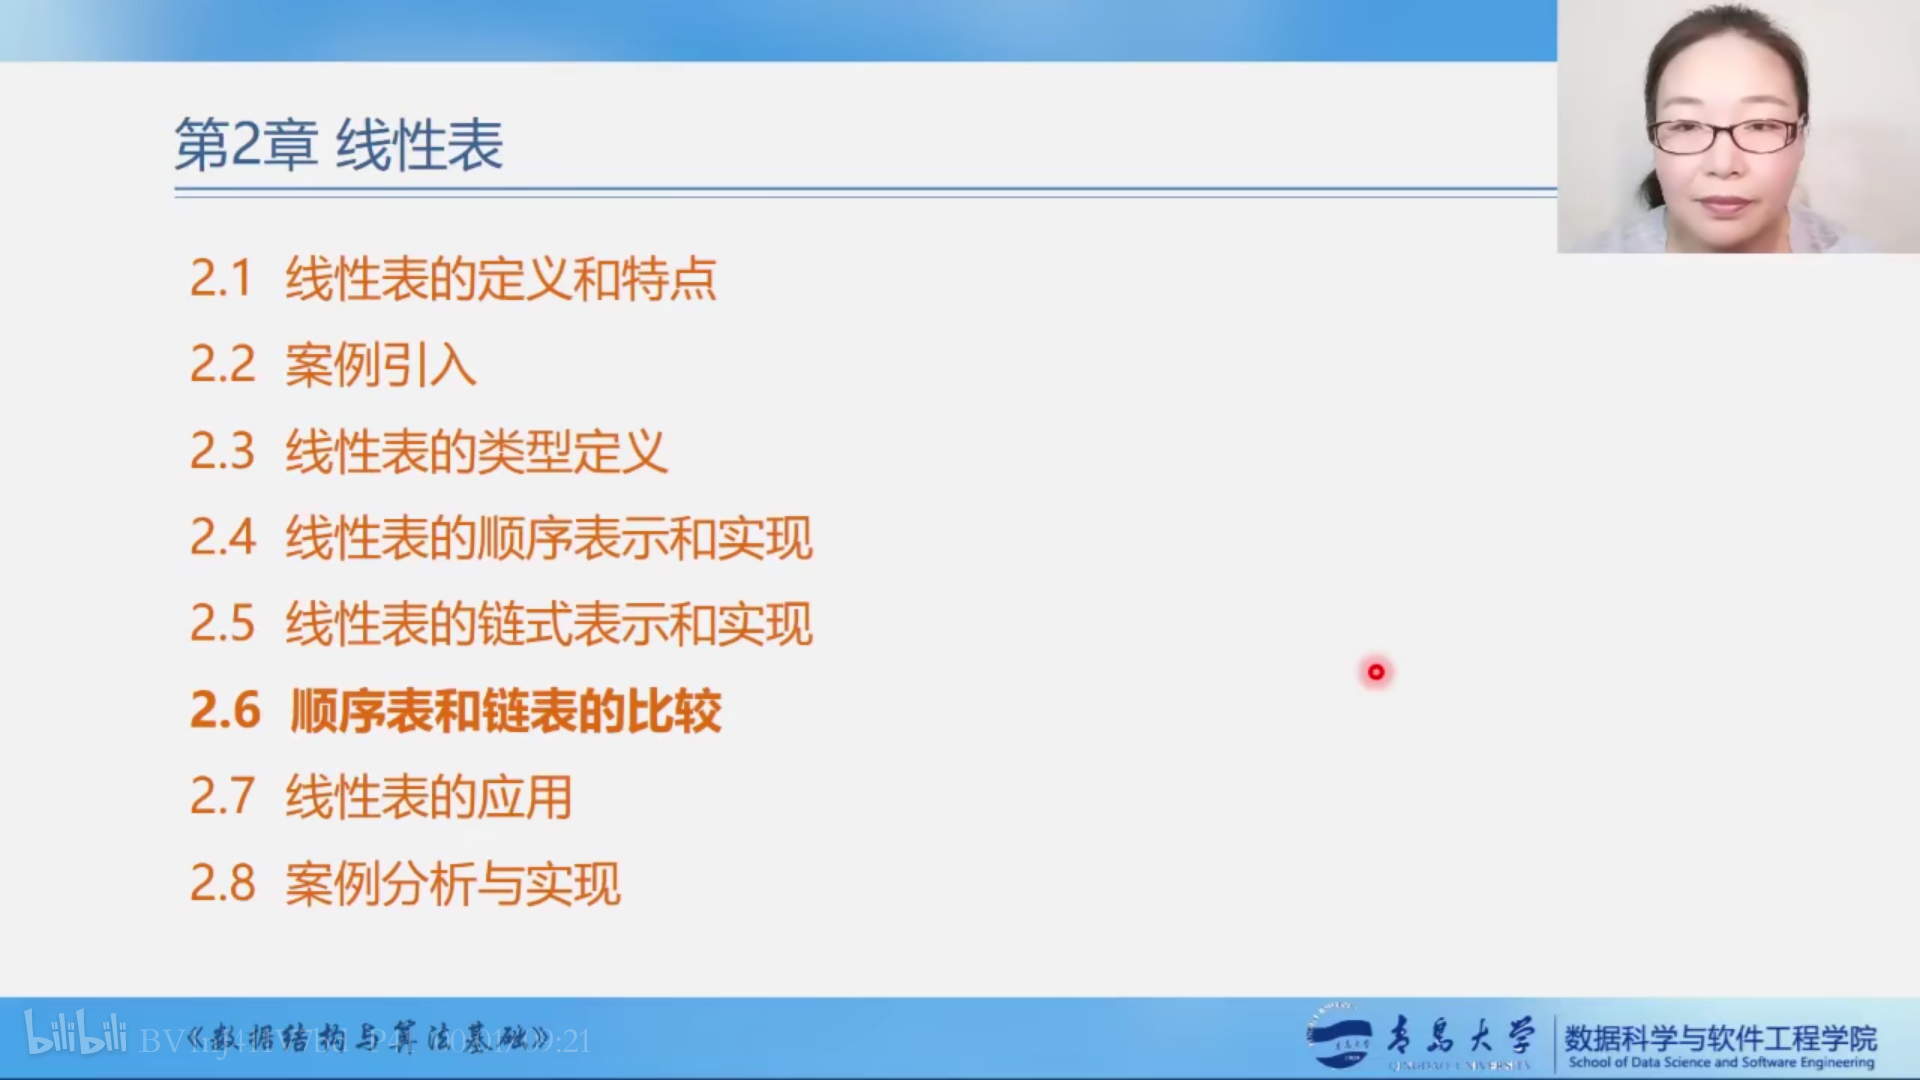 第2章 线性表
2.1 线性表的定义和特点
2.2 案例引入
2.3 线性表的类型定义
2.4 线性表的顺序表示和实现
2.5 线性表的链式表示和实现
2.6 顺序表和链表的比较
2.7 线性表的应用
2.8 案例分析与实现
bilibili
《数据结构与算法基础》
青岛大学
QINGDAO UNIVERSITY
数据科学与软件工程学院
School of Data Science and Software Engineering